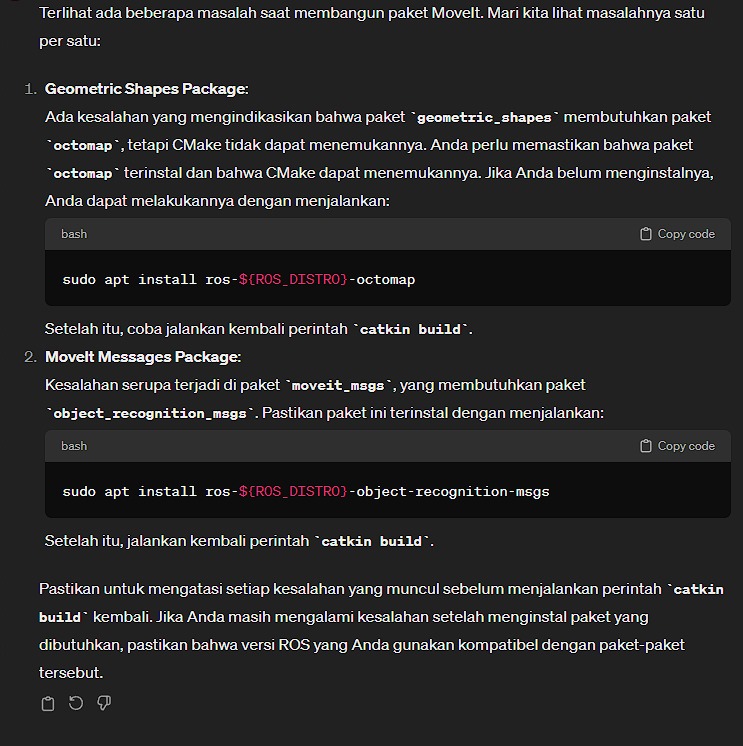 Terlihat ada beberapa masalah saat membangun paket MoveIt. Mari kita lihat masalahnya satu
per satu:
1. Geometric Shapes Package:
Ada kesalahan yang mengindikasikan bahwa paket `geometric_shapes` membutuhkan paket
`octomap`, tetapi CMake tidak dapat menemukannya. Anda perlu memastikan bahwa paket
`octomap` terinstal dan bahwa CMake dapat menemukannya. Jika Anda belum menginstalnya,
Anda dapat melakukannya dengan menjalankan:
bash Copy code
sudo apt install ros-${ROS_DISTRO}-octomap
Setelah itu, coba jalankan kembali perintah `catkin build`.
2. MoveIt Messages Package:
Kesalahan serupa terjadi di paket `moveit_msgs`, yang membutuhkan paket
`object_recognition_msgs`. Pastikan paket ini terinstal dengan menjalankan:
bash Copy code
sudo apt install ros-${ROS_DISTRO}-object-recognition-msgs
Setelah itu, jalankan kembali perintah `catkin build`.
Pastikan untuk mengatasi setiap kesalahan yang muncul sebelum menjalankan perintah `catkin
build` kembali. Jika Anda masih mengalami kesalahan setelah menginstal paket yang
dibutuhkan, pastikan bahwa versi ROS yang Anda gunakan kompatibel dengan paket-paket
tersebut.